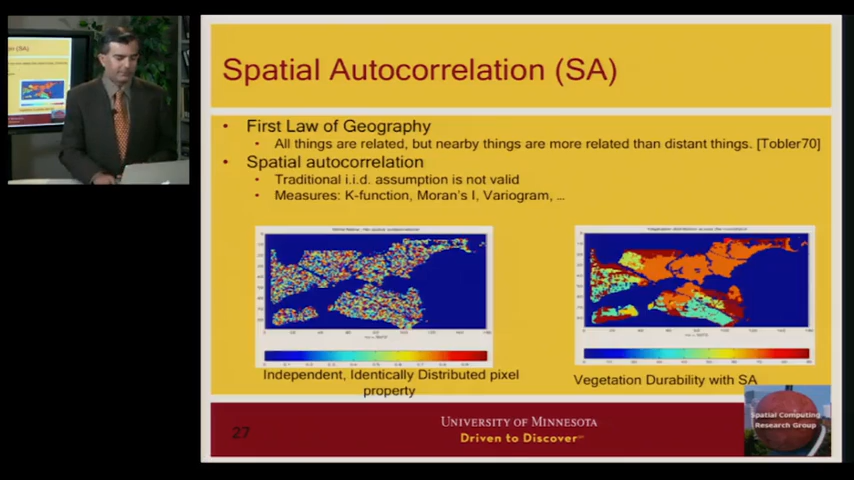 Spatial Autocorrelation (SA)
• First Law of Geography
• All things are related, but nearby things are more related than distant things. [Tobler70]
• Spatial autocorrelation
• Traditional i.i.d. assumption is not valid
• Measures: K-function, Moran's I, Variogram, ...
Independent, Identically Distributed pixel
property
Vegetation Durability with SA
27
UNIVERSITY OF MINNESOTA
Driven to Discover
Spatial Computing
Research Group